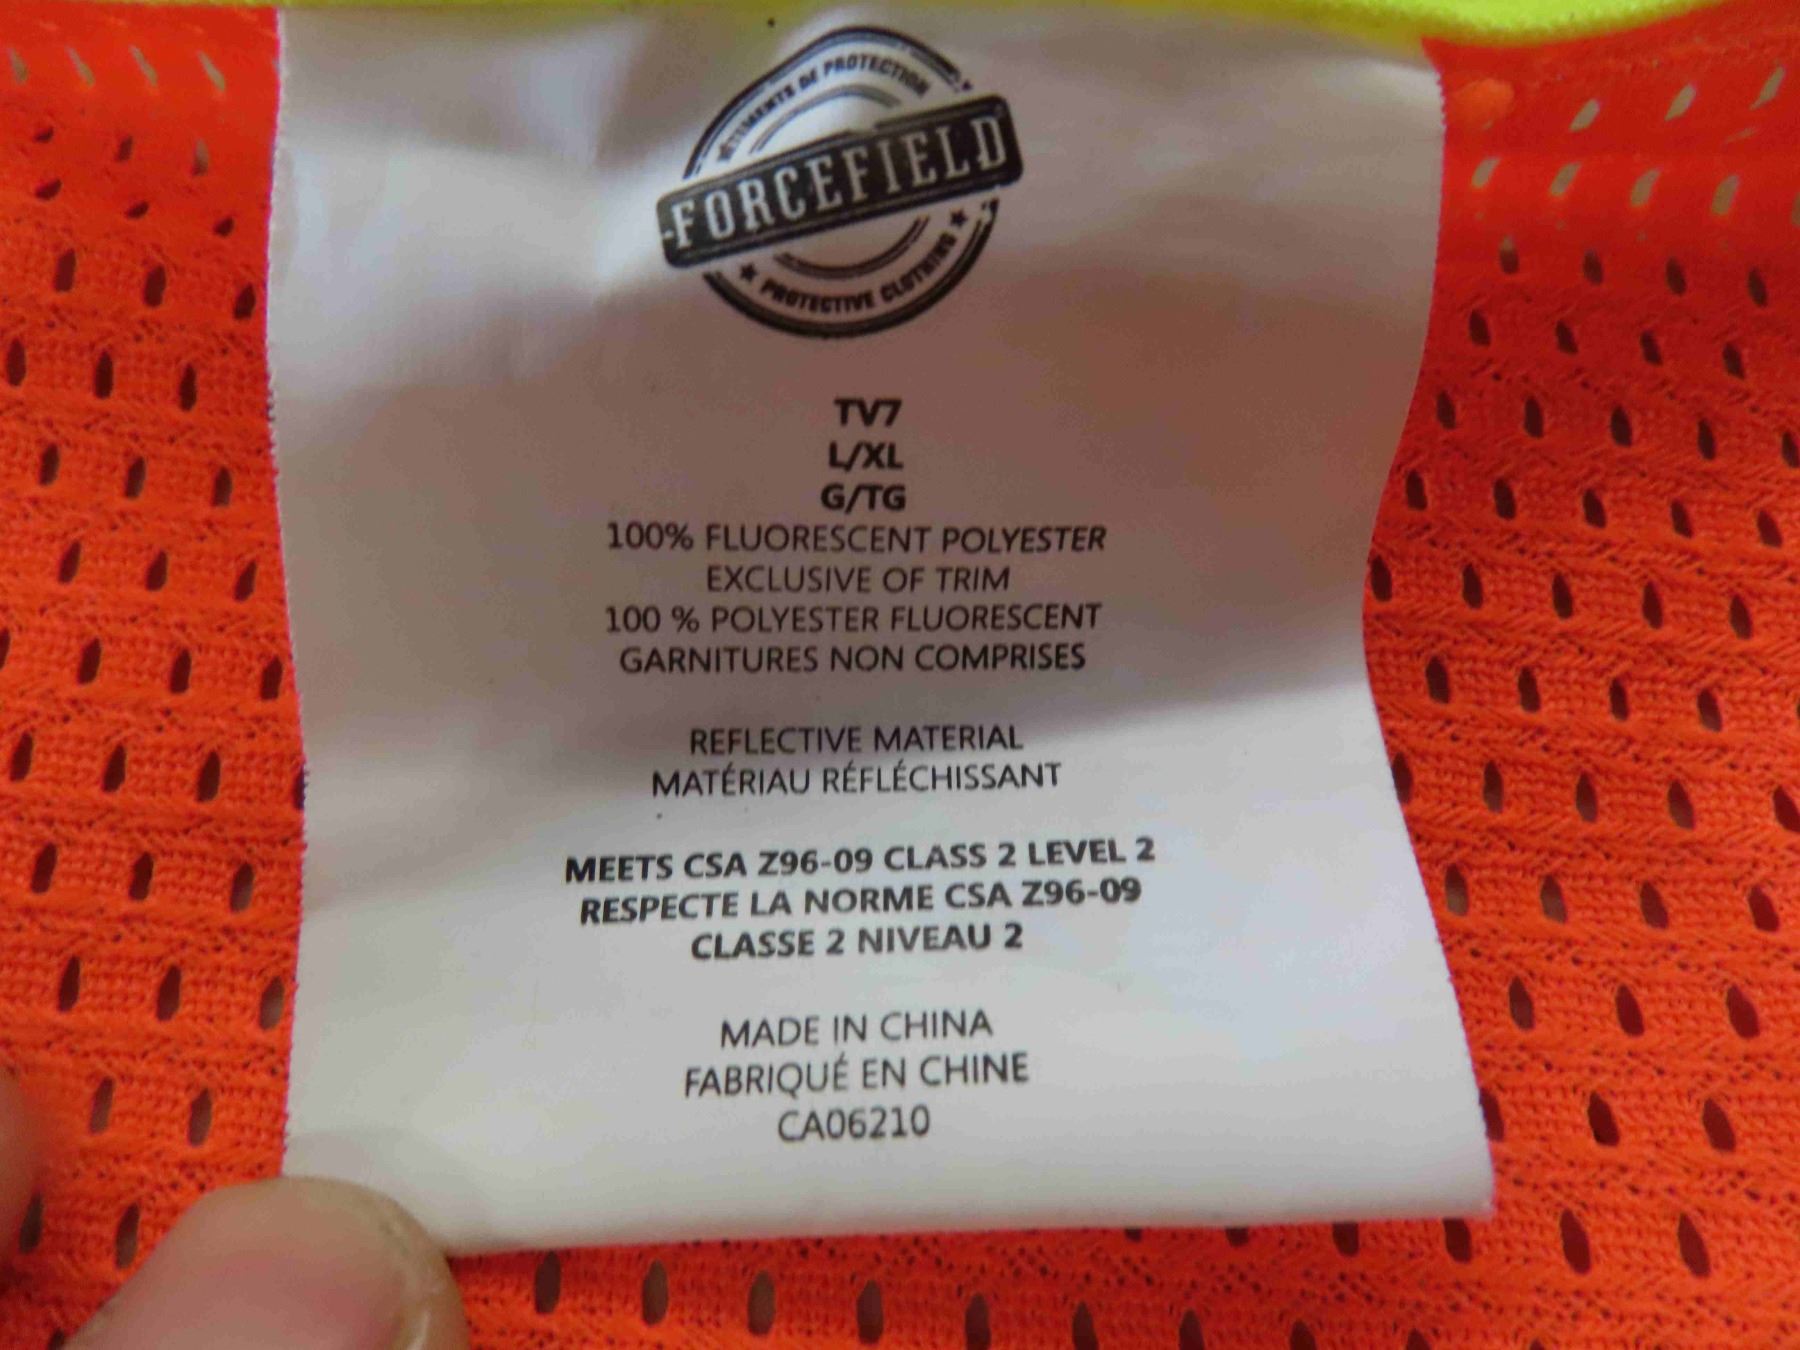 VÊTEMENTS DE PROTECTION
FORCEFIELD
★ PROTECTIVE CLOTHING ★
TV7
L/XL
G/TG
100% FLUORESCENT POLYESTER
EXCLUSIVE OF TRIM
100 % POLYESTER FLUORESCENT
GARNITURES NON COMPRISES
REFLECTIVE MATERIAL
MATÉRIAU RÉFLÉCHISSANT
MEETS CSA Z96-09 CLASS 2 LEVEL 2
RESPECTE LA NORME CSA Z96-09
CLASSE 2 NIVEAU 2
MADE IN CHINA
FABRIQUÉ EN CHINE
CA06210